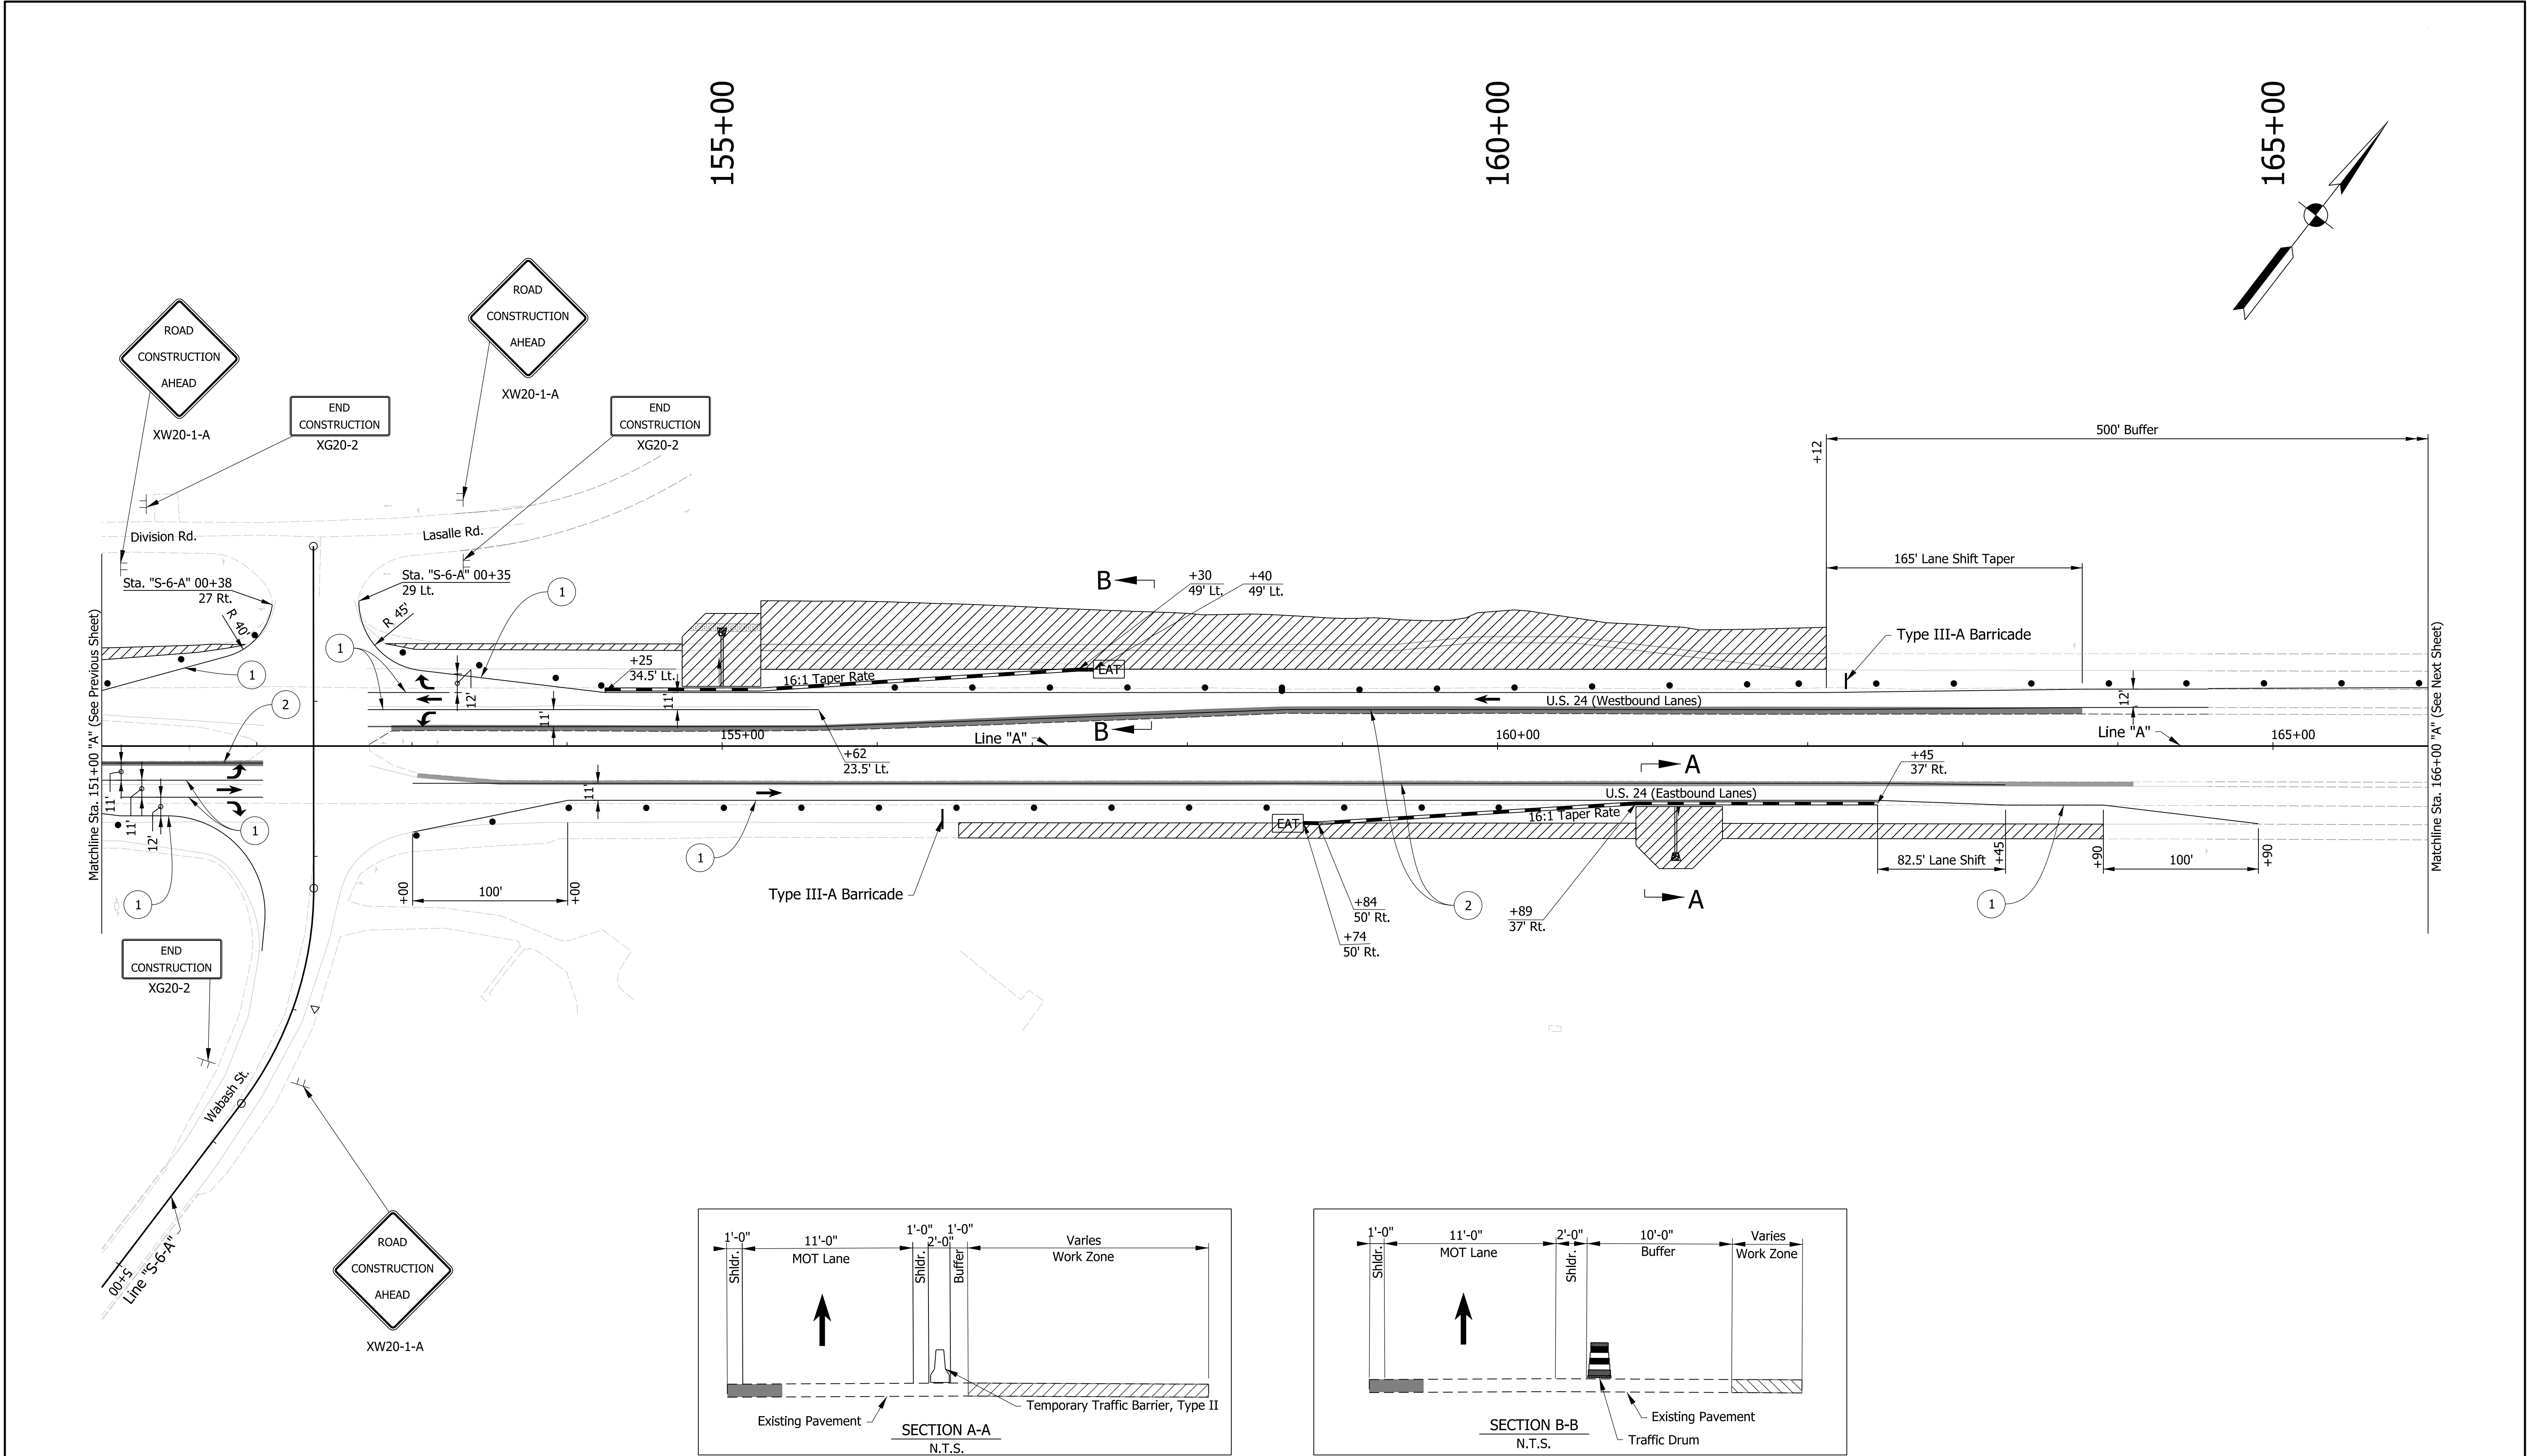 155+00
160+00
165+00
ROAD
CONSTRUCTION
AHEAD
XW20-1-A
END
CONSTRUCTION
XG20-2
ROAD
CONSTRUCTION
AHEAD
XW20-1-A
END
CONSTRUCTION
XG20-2
500' Buffer
+12
165' Lane Shift Taper
Type III-A Barricade
Division Rd.
Lasalle Rd.
Sta. "S-6-A" 00+38
27 Rt.
R 40'
Sta. "S-6-A" 00+35
29 Lt.
R 45'
1
1
1
2
B
+30
49' Lt.
+40
49' Lt.
+25
34.5' Lt.
16:1 Taper Rate
EAT
12'
11'
11'
U.S. 24 (Westbound Lanes)
12'
155+00
Line "A"
B
160+00
Line "A"
165+00
+62
23.5' Lt.
Matchline Sta. 151+00 "A" (See Previous Sheet)
Matchline Sta. 166+00 "A" (See Next Sheet)
A
+45
37' Rt.
11'
11'
12'
11'
U.S. 24 (Eastbound Lanes)
EAT
16:1 Taper Rate
1
1
1
+00
100'
+00
Type III-A Barricade
+84
50' Rt.
+74
50' Rt.
2
+89
37' Rt.
A
82.5' Lane Shift
+45
+90
100'
+90
1
END
CONSTRUCTION
XG20-2
Wabash St.
5+00
Line "S-6-A"
ROAD
CONSTRUCTION
AHEAD
XW20-1-A
1'-0"
11'-0"
1'-0"
2'-0"
1'-0"
Varies
Shldr.
MOT Lane
Shldr.
Buffer
Work Zone
Existing Pavement
Temporary Traffic Barrier, Type II
SECTION A-A
N.T.S.
1'-0"
11'-0"
2'-0"
10'-0"
Varies
Shldr.
MOT Lane
Shldr.
Buffer
Work Zone
Existing Pavement
Traffic Drum
SECTION B-B
N.T.S.